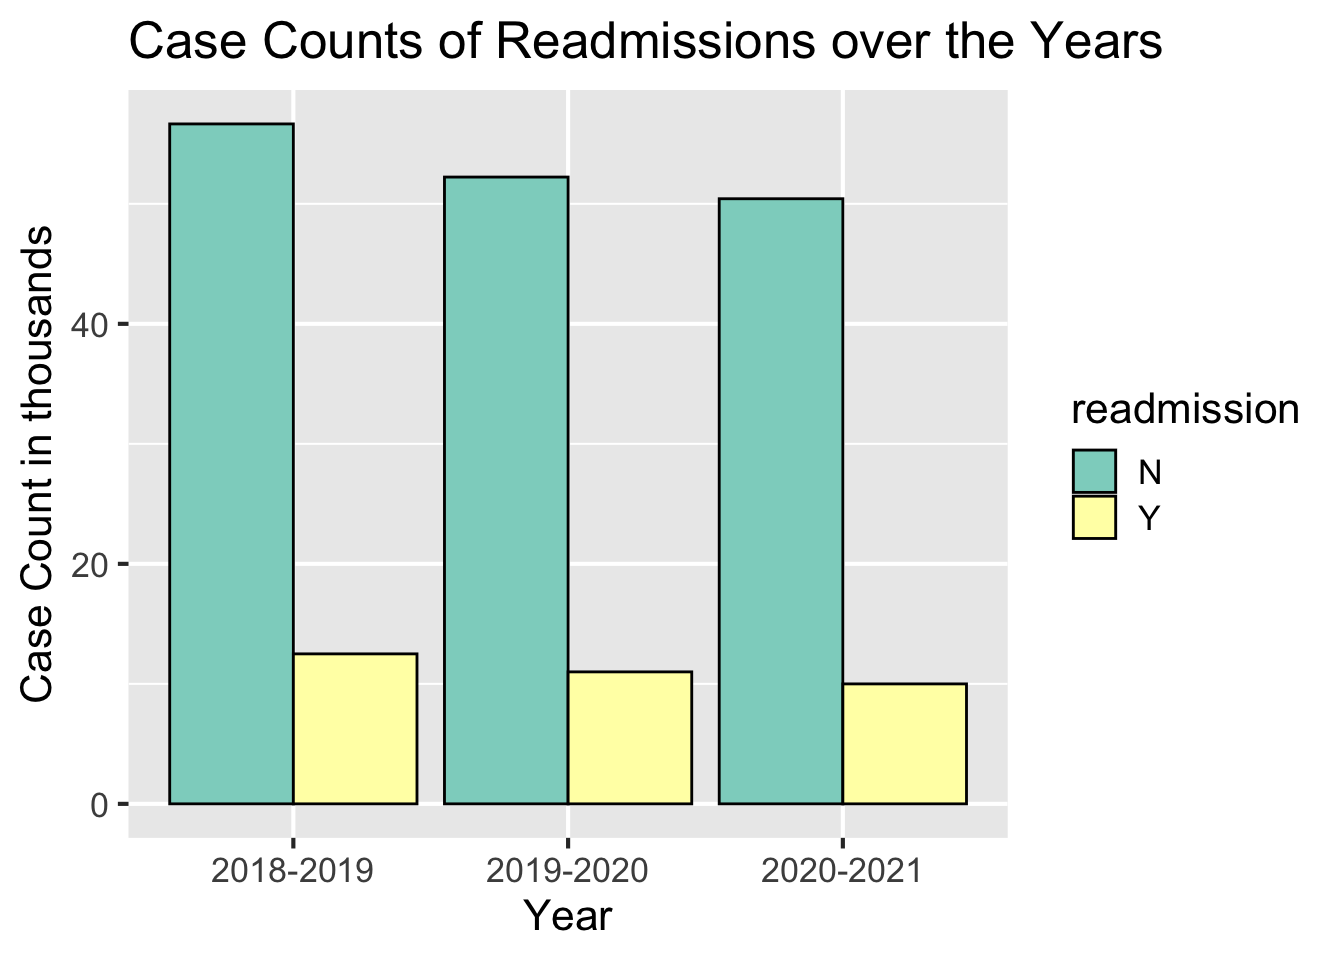 Case Counts of Readmissions over the Years
Case Count in thousands
40
20
0
2018-2019
2019-2020
2020-2021
Year
readmission
N
Y